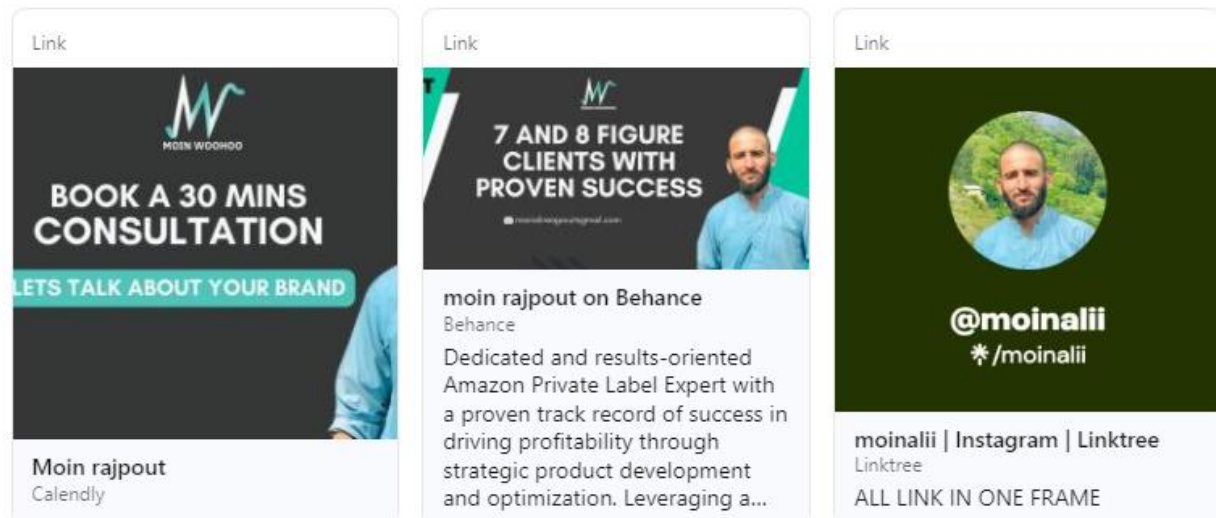 Link
MOIN WOOHOO
BOOK A 30 MINS
CONSULTATION
LETS TALK ABOUT YOUR BRAND
Moin rajpout
Calendly
Link
T
7 AND 8 FIGURE
CLIENTS WITH
PROVEN SUCCESS
moin rajpout on Behance
Behance
Dedicated and results-oriented
Amazon Private Label Expert with
a proven track record of success in
driving profitability through
strategic product development
and optimization. Leveraging a...
Link
@moinalii
/moinalii
moinalii | Instagram | Linktree
Linktree
ALL LINK IN ONE FRAME